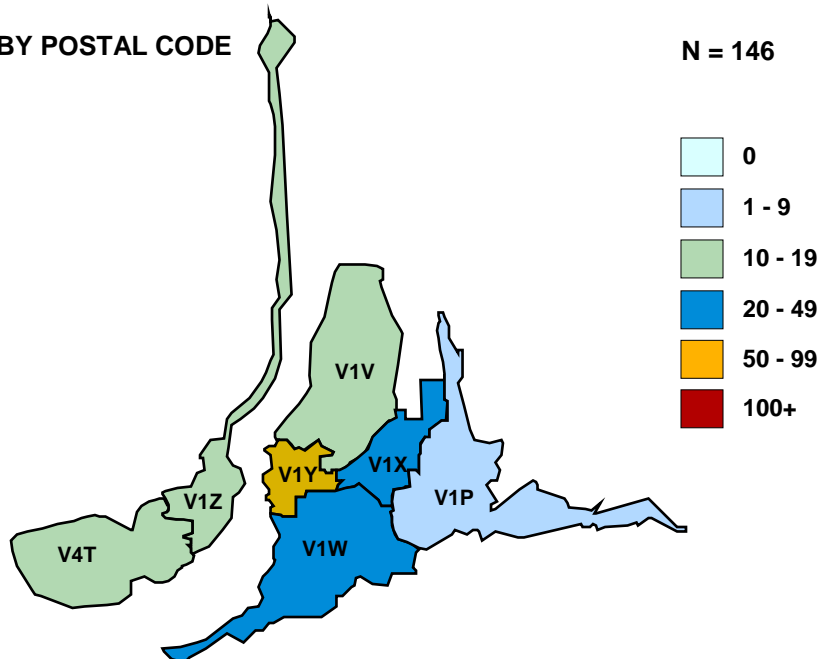 BY POSTAL CODE
N = 146
0
1 - 9
10 - 19
20 - 49
50 - 99
100+
V1V
V1X
V1Y
V1P
V1Z
V1W
V4T